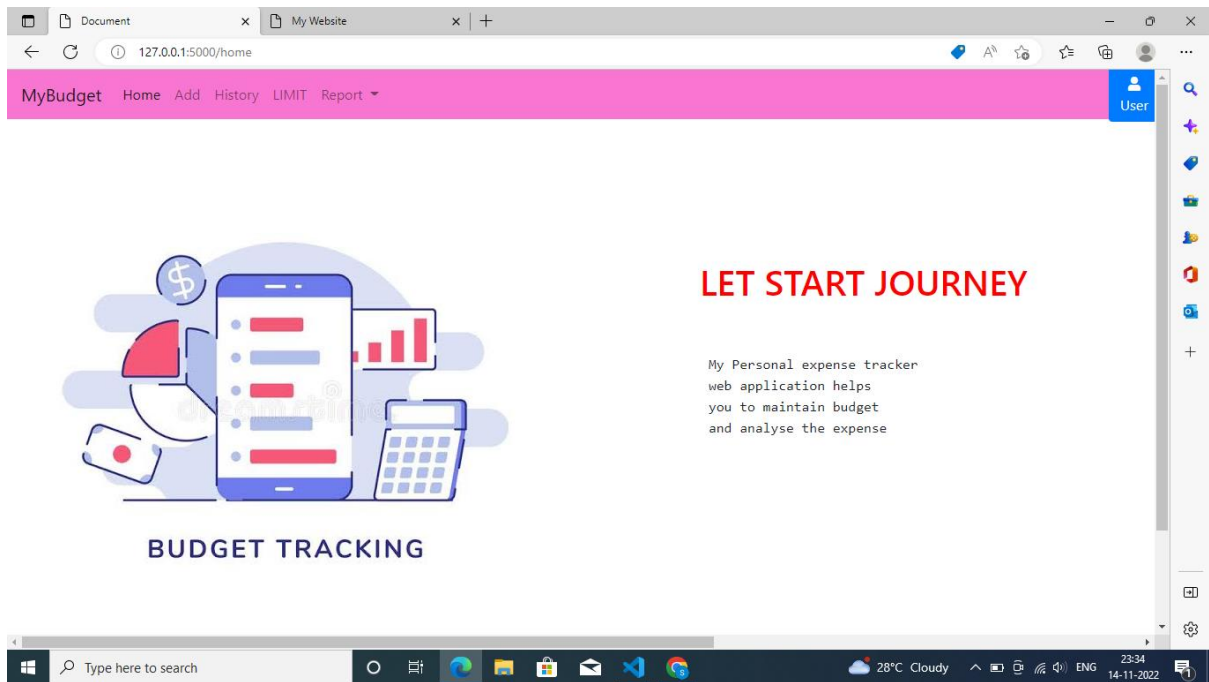 Document
My Website
127.0.0.1:5000/home
MyBudget Home Add History LIMIT Report
User
LET START JOURNEY
My Personal expense tracker
web application helps
you to maintain budget
and analyse the expense
$
dreamstime
BUDGET TRACKING
Type here to search
28°C Cloudy
ENG
23:34
14-11-2022
1